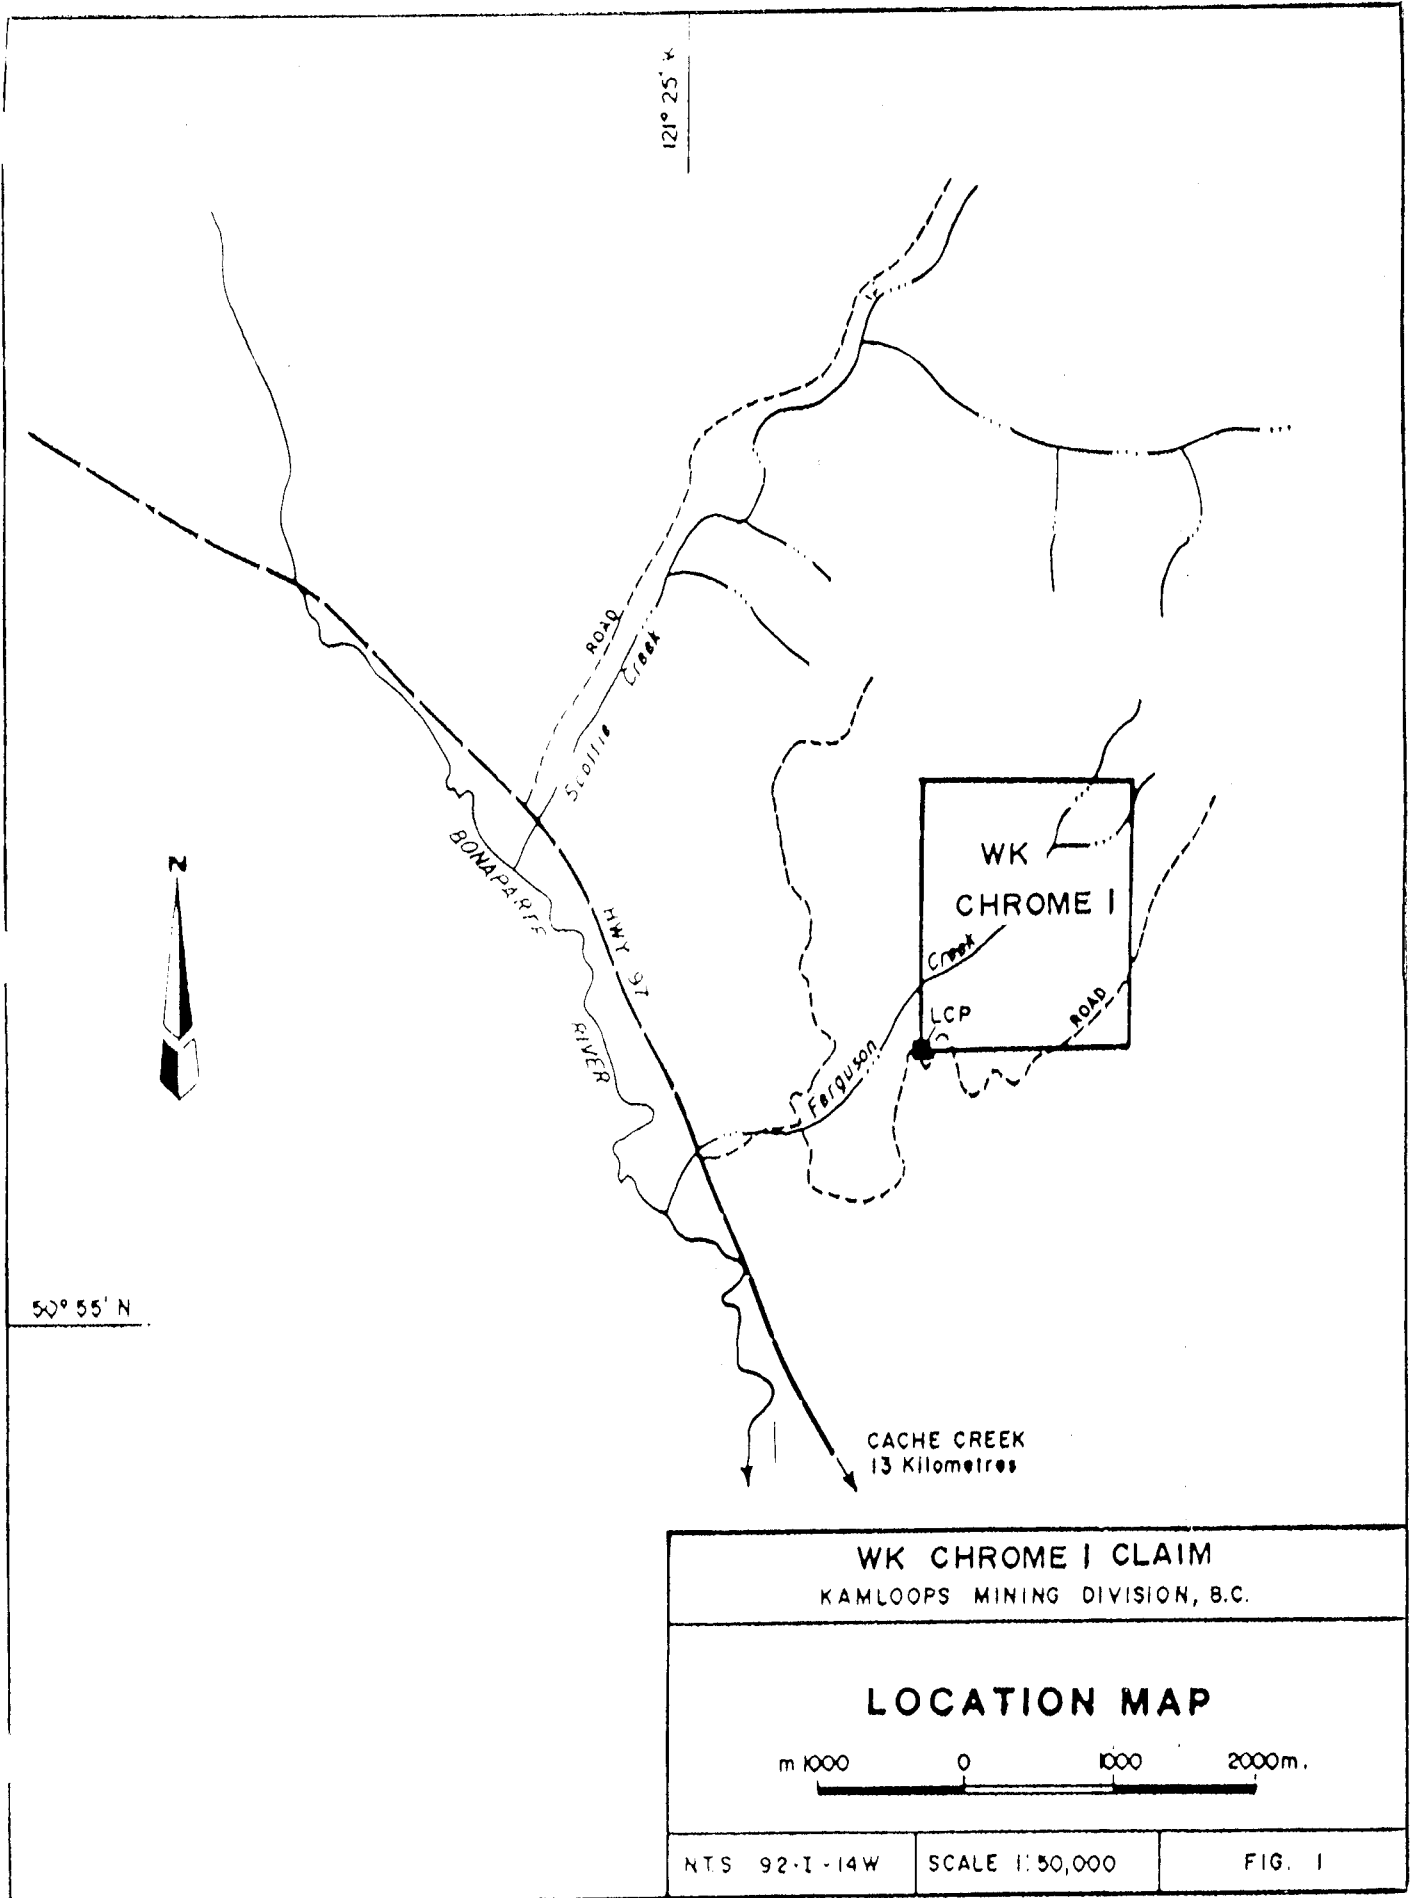 121° 25' W
ROAD
Scottie Creek
BONAPARTE RIVER
HWY 97
N
WK
CHROME 1
Creek
LCP
ROAD
Ferguson
50° 55' N
CACHE CREEK
13 Kilometres
WK CHROME 1 CLAIM
KAMLOOPS MINING DIVISION, B.C.
LOCATION MAP
m 1000 0 1000 2000m.
NTS 92-I-14W
SCALE 1:50,000
FIG. 1